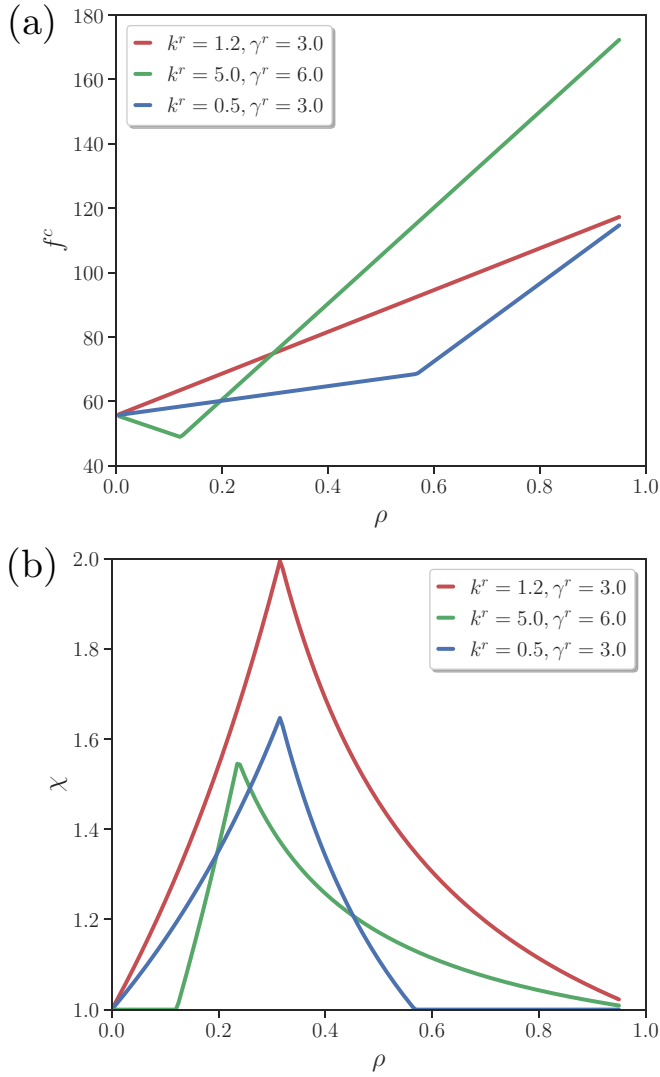 (a)
k^r = 1.2, γ^r = 3.0
k^r = 5.0, γ^r = 6.0
k^r = 0.5, γ^r = 3.0
180
160
140
120
100
80
60
40
f^c
0.0 0.2 0.4 0.6 0.8 1.0
ρ
(b)
k^r = 1.2, γ^r = 3.0
k^r = 5.0, γ^r = 6.0
k^r = 0.5, γ^r = 3.0
2.0
1.8
1.6
1.4
1.2
1.0
χ
0.0 0.2 0.4 0.6 0.8 1.0
ρ